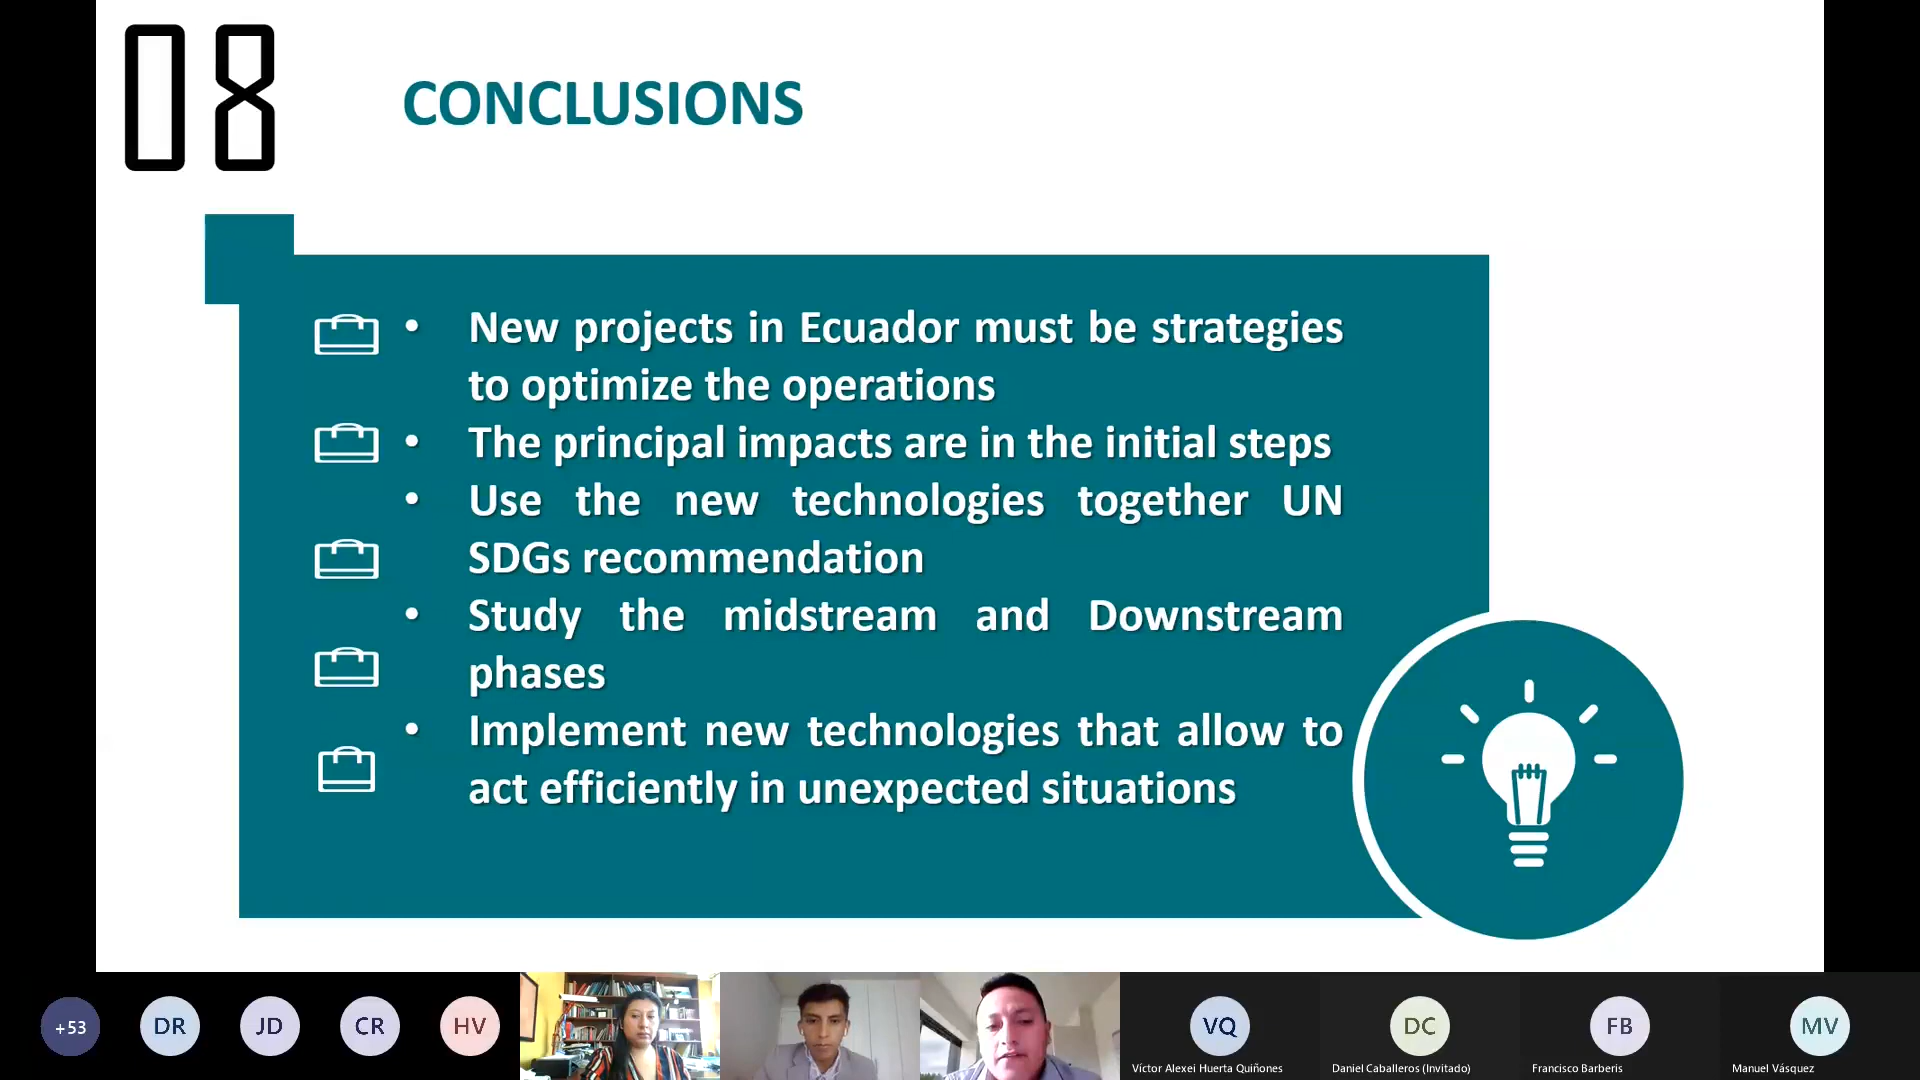 08
CONCLUSIONS
• New projects in Ecuador must be strategies
to optimize the operations
• The principal impacts are in the initial steps
• Use the new technologies together UN
SDGs recommendation
• Study the midstream and Downstream
phases
• Implement new technologies that allow to
act efficiently in unexpected situations
+53
DR
JD
CR
HV
VQ
DC
FB
MV
Víctor Alexei Huerta Quiñones
Daniel Caballeros (Invitado)
Francisco Barberis
Manuel Vásquez